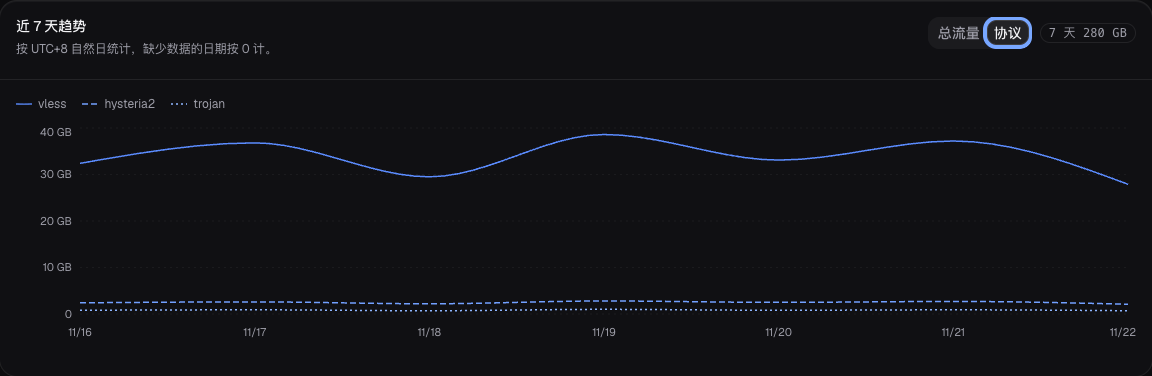 近 7 天趋势
按 UTC+8 自然日统计，缺少数据的日期按 0 计。
总流量 协议 7 天 280 GB
vless hysteria2 trojan
40 GB
30 GB
20 GB
10 GB
0
11/16 11/17 11/18 11/19 11/20 11/21 11/22